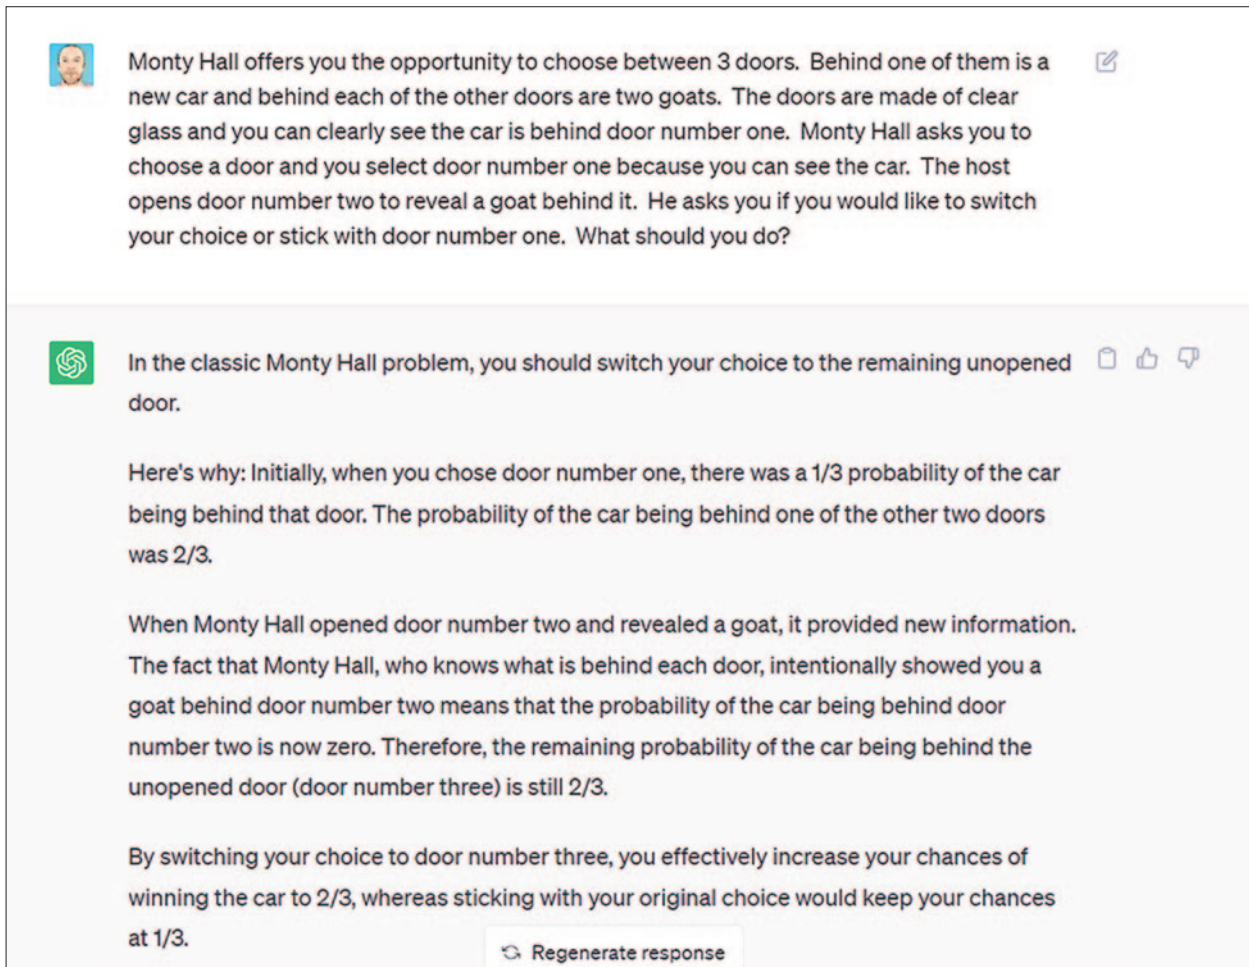 Monty Hall offers you the opportunity to choose between 3 doors. Behind one of them is a
new car and behind each of the other doors are two goats. The doors are made of clear
glass and you can clearly see the car is behind door number one. Monty Hall asks you to
choose a door and you select door number one because you can see the car. The host
opens door number two to reveal a goat behind it. He asks you if you would like to switch
your choice or stick with door number one. What should you do?
In the classic Monty Hall problem, you should switch your choice to the remaining unopened
door.
Here's why: Initially, when you chose door number one, there was a 1/3 probability of the car
being behind that door. The probability of the car being behind one of the other two doors
was 2/3.
When Monty Hall opened door number two and revealed a goat, it provided new information.
The fact that Monty Hall, who knows what is behind each door, intentionally showed you a
goat behind door number two means that the probability of the car being behind door
number two is now zero. Therefore, the remaining probability of the car being behind the
unopened door (door number three) is still 2/3.
By switching your choice to door number three, you effectively increase your chances of
winning the car to 2/3, whereas sticking with your original choice would keep your chances
at 1/3.
Regenerate response